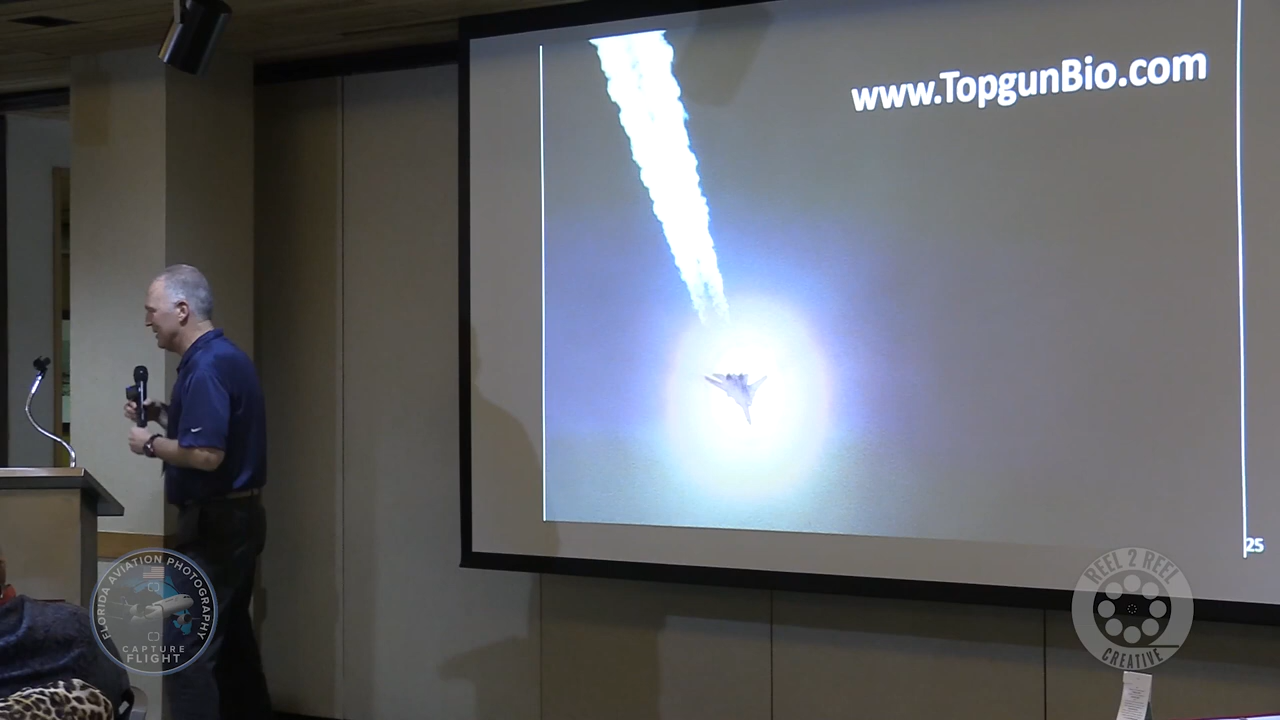 www.TopgunBio.com
25
FLORIDA AVIATION PHOTOGRAPHY
CAPTURE
FLIGHT
REEL 2 REEL
CREATIVE